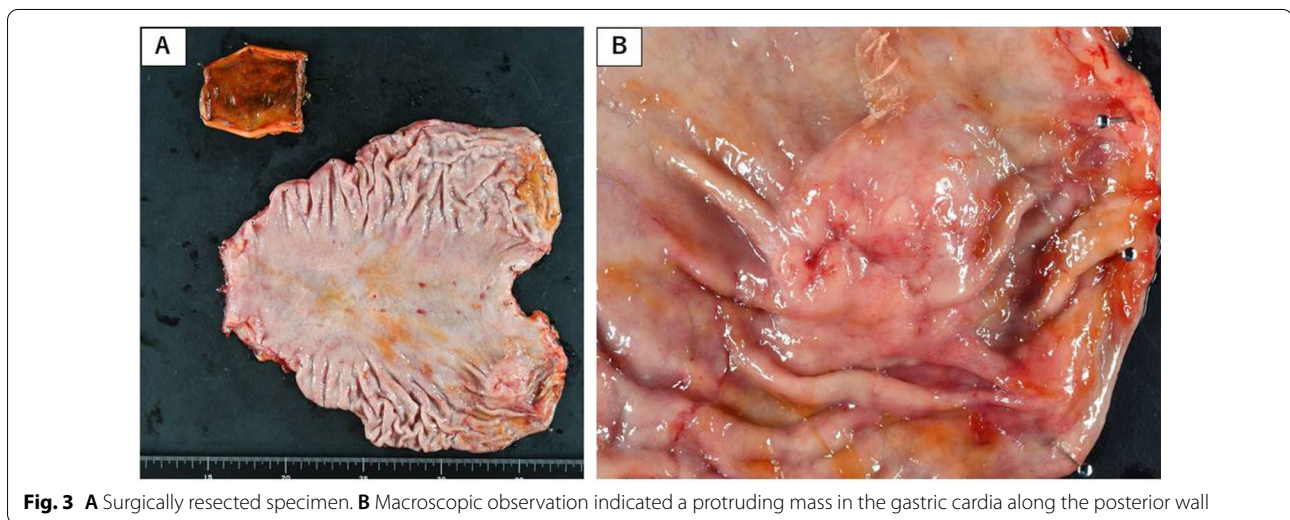 A
B
15 20 25 30 35
Fig. 3 A Surgically resected specimen. B Macroscopic observation indicated a protruding mass in the gastric cardia along the posterior wall